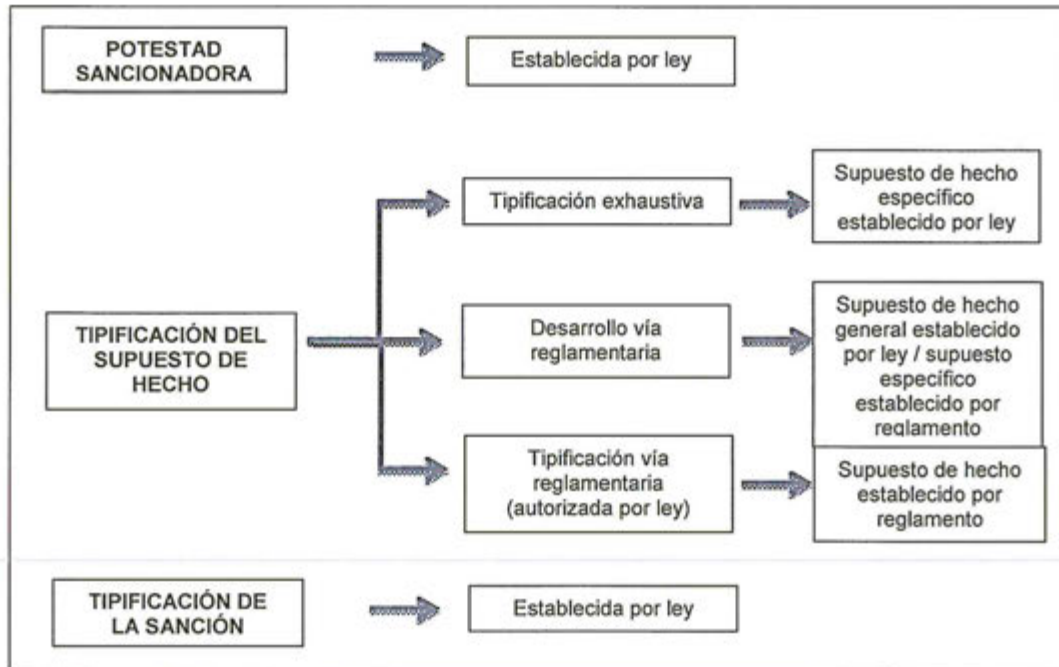 POTESTAD
SANCIONADORA
Establecida por ley
Tipificación exhaustiva
Supuesto de hecho
específico
establecido por ley
TIPIFICACIÓN DEL
SUPUESTO DE
HECHO
Desarrollo vía
reglamentaria
Supuesto de hecho
general establecido
por ley / supuesto
específico
establecido por
reglamento
Tipificación vía
reglamentaria
(autorizada por ley)
Supuesto de hecho
establecido por
reglamento
TIPIFICACIÓN DE
LA SANCIÓN
Establecida por ley